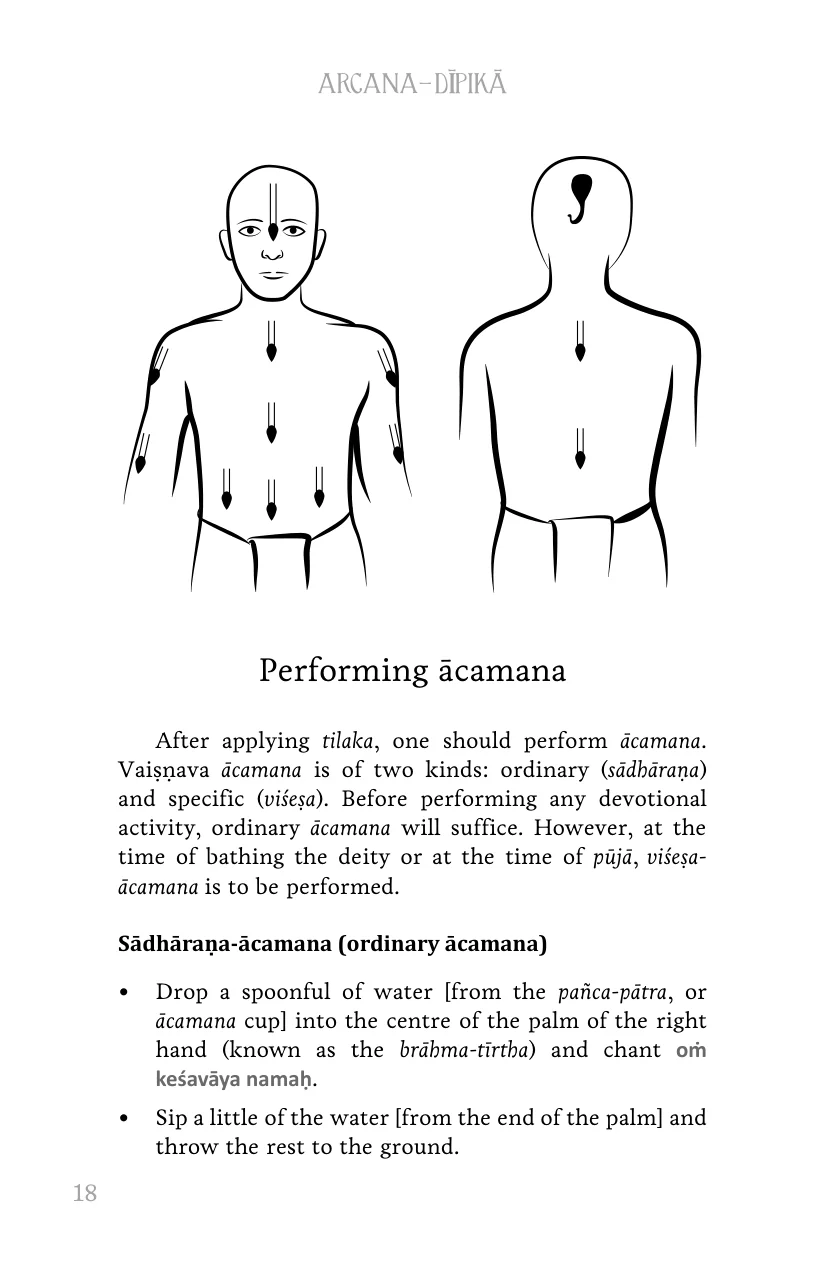 ARCANA–DĪPIKĀ
Performing ācamana
After applying tilaka, one should perform ācamana.
Vaiṣṇava ācamana is of two kinds: ordinary (sādhāraṇa)
and specific (viśeṣa). Before performing any devotional
activity, ordinary ācamana will suffice. However, at the
time of bathing the deity or at the time of pūjā, viśeṣa-
ācamana is to be performed.
Sādhāraṇa-ācamana (ordinary ācamana)
• Drop a spoonful of water [from the pañca-pātra, or
ācamana cup] into the centre of the palm of the right
hand (known as the brāhma-tīrtha) and chant oṁ
keśavāya namaḥ.
• Sip a little of the water [from the end of the palm] and
throw the rest to the ground.
18